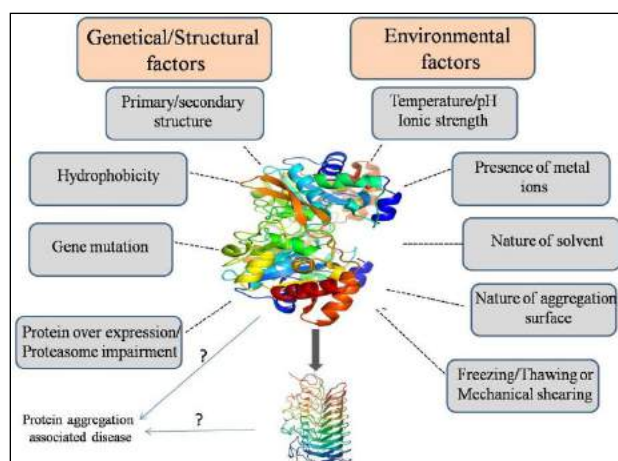 Genetical/Structural
factors
Environmental
factors
Primary/secondary
structure
Temperature/pH
Ionic strength
Hydrophobicity
Presence of metal
ions
Gene mutation
Nature of solvent
Nature of aggregation
surface
Protein over expression/
Proteasome impairment
Freezing/Thawing or
Mechanical shearing
?
Protein aggregation
associated disease
?